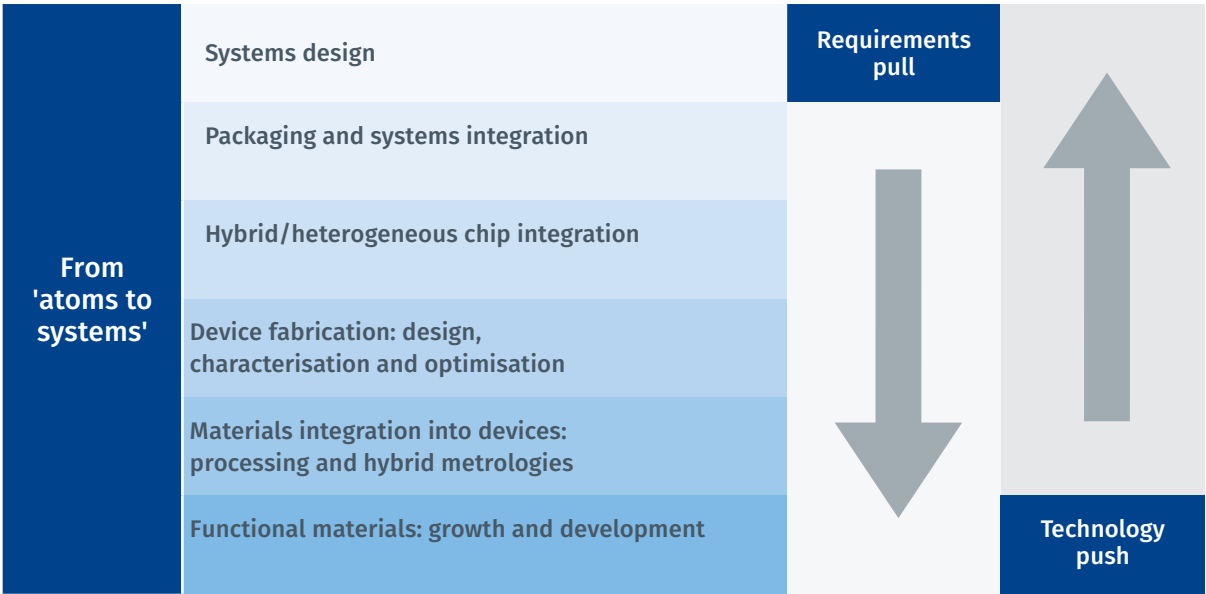 From
'atoms to
systems'
Systems design
Packaging and systems integration
Hybrid/heterogeneous chip integration
Device fabrication: design,
characterisation and optimisation
Materials integration into devices:
processing and hybrid metrologies
Functional materials: growth and development
Requirements
pull
Technology
push